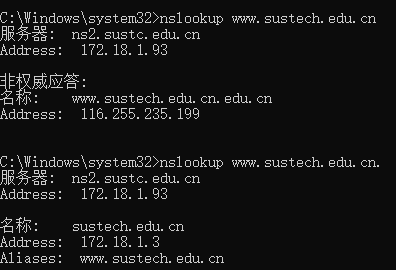 C:\Windows\system32>nslookup www.sustech.edu.cn
服务器:  ns2.sustc.edu.cn
Address:  172.18.1.93
非权威应答:
名称:    www.sustech.edu.cn.edu.cn
Address:  116.255.235.199
C:\Windows\system32>nslookup www.sustech.edu.cn.
服务器:  ns2.sustc.edu.cn
Address:  172.18.1.93
名称:    sustech.edu.cn
Address:  172.18.1.3
Aliases:  www.sustech.edu.cn